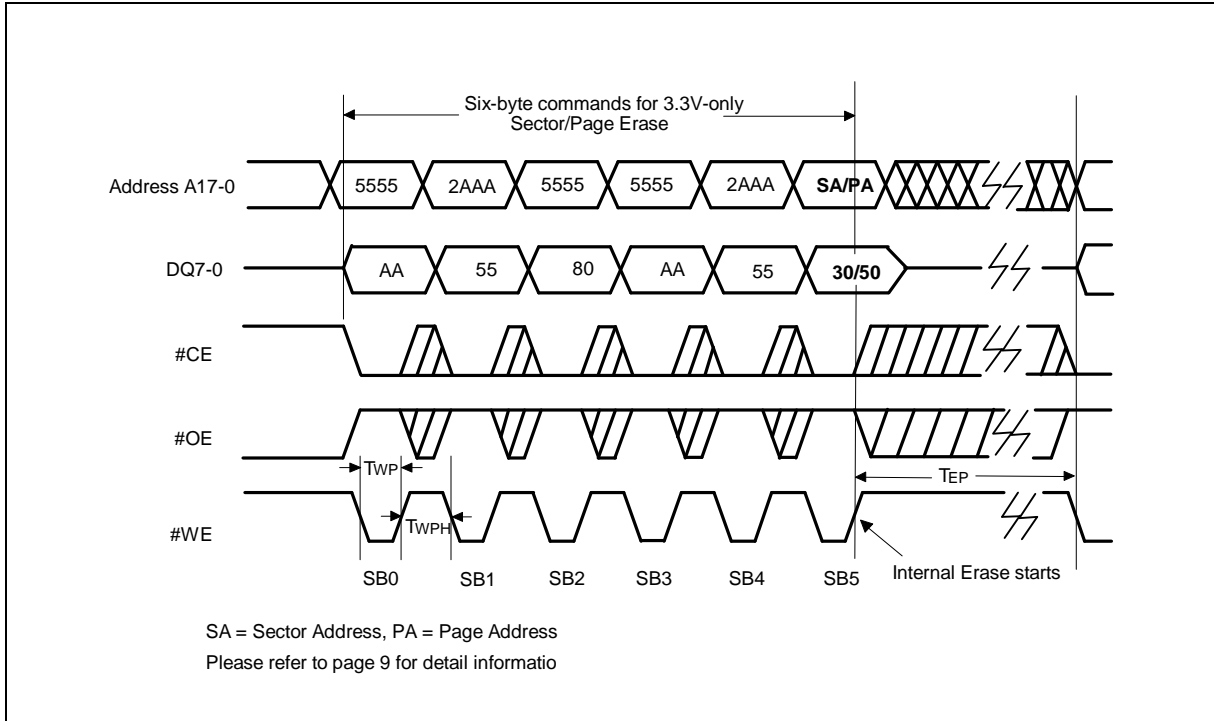 Six-byte commands for 3.3V-only
Sector/Page Erase
Address A17-0
5555
2AAA
5555
5555
2AAA
SA/PA
DQ7-0
AA
55
80
AA
55
30/50
#CE
#OE
TWP
TEP
#WE
TWPH
SB0
SB1
SB2
SB3
SB4
SB5
Internal Erase starts
SA = Sector Address, PA = Page Address
Please refer to page 9 for detail informatio